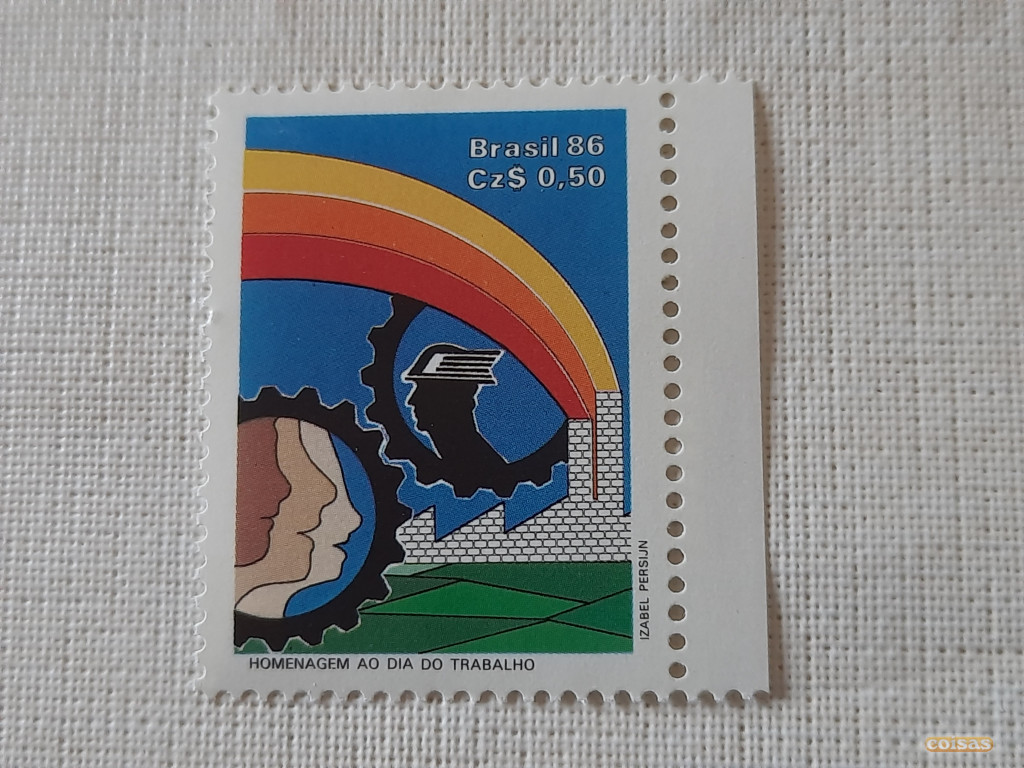 Brasil 86
Cz$ 0,50
IZABEL PERSIJN
HOMENAGEM AO DIA DO TRABALHO
coisas